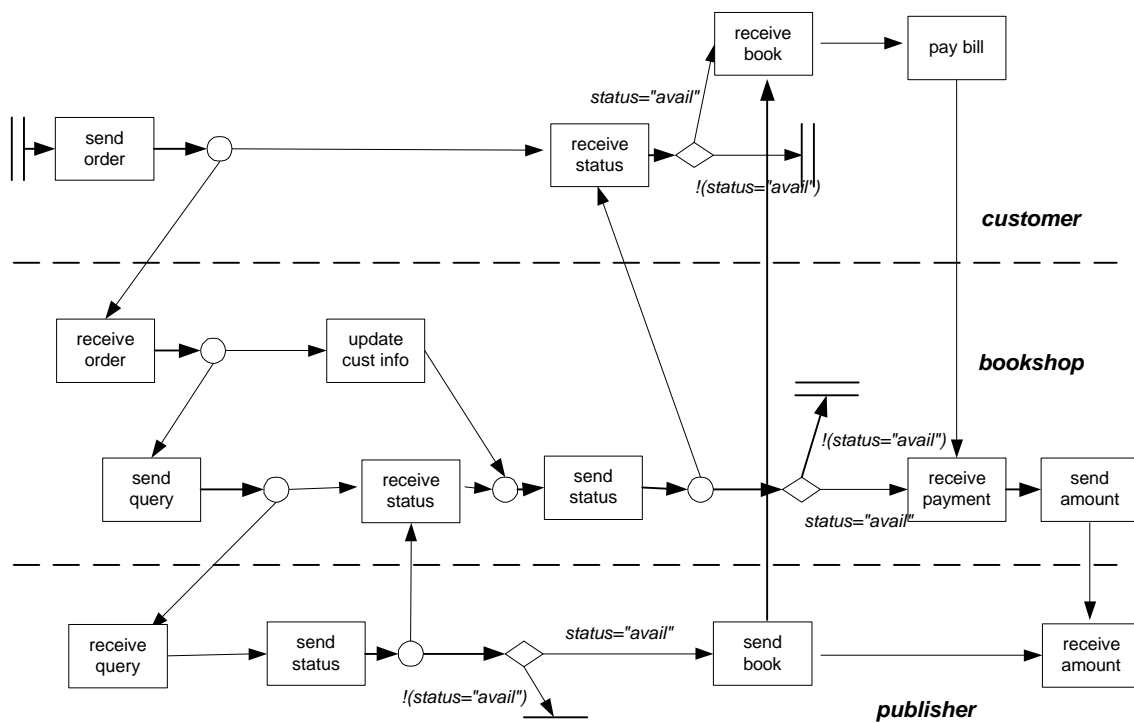 receive
book
pay bill
status="avail"
send
order
receive
status
!(status="avail")
customer
receive
order
update
cust info
bookshop
!(status="avail")
send
query
receive
status
send
status
receive
payment
send
amount
status="avail"
receive
query
send
status
status="avail"
send
book
receive
amount
!(status="avail")
publisher